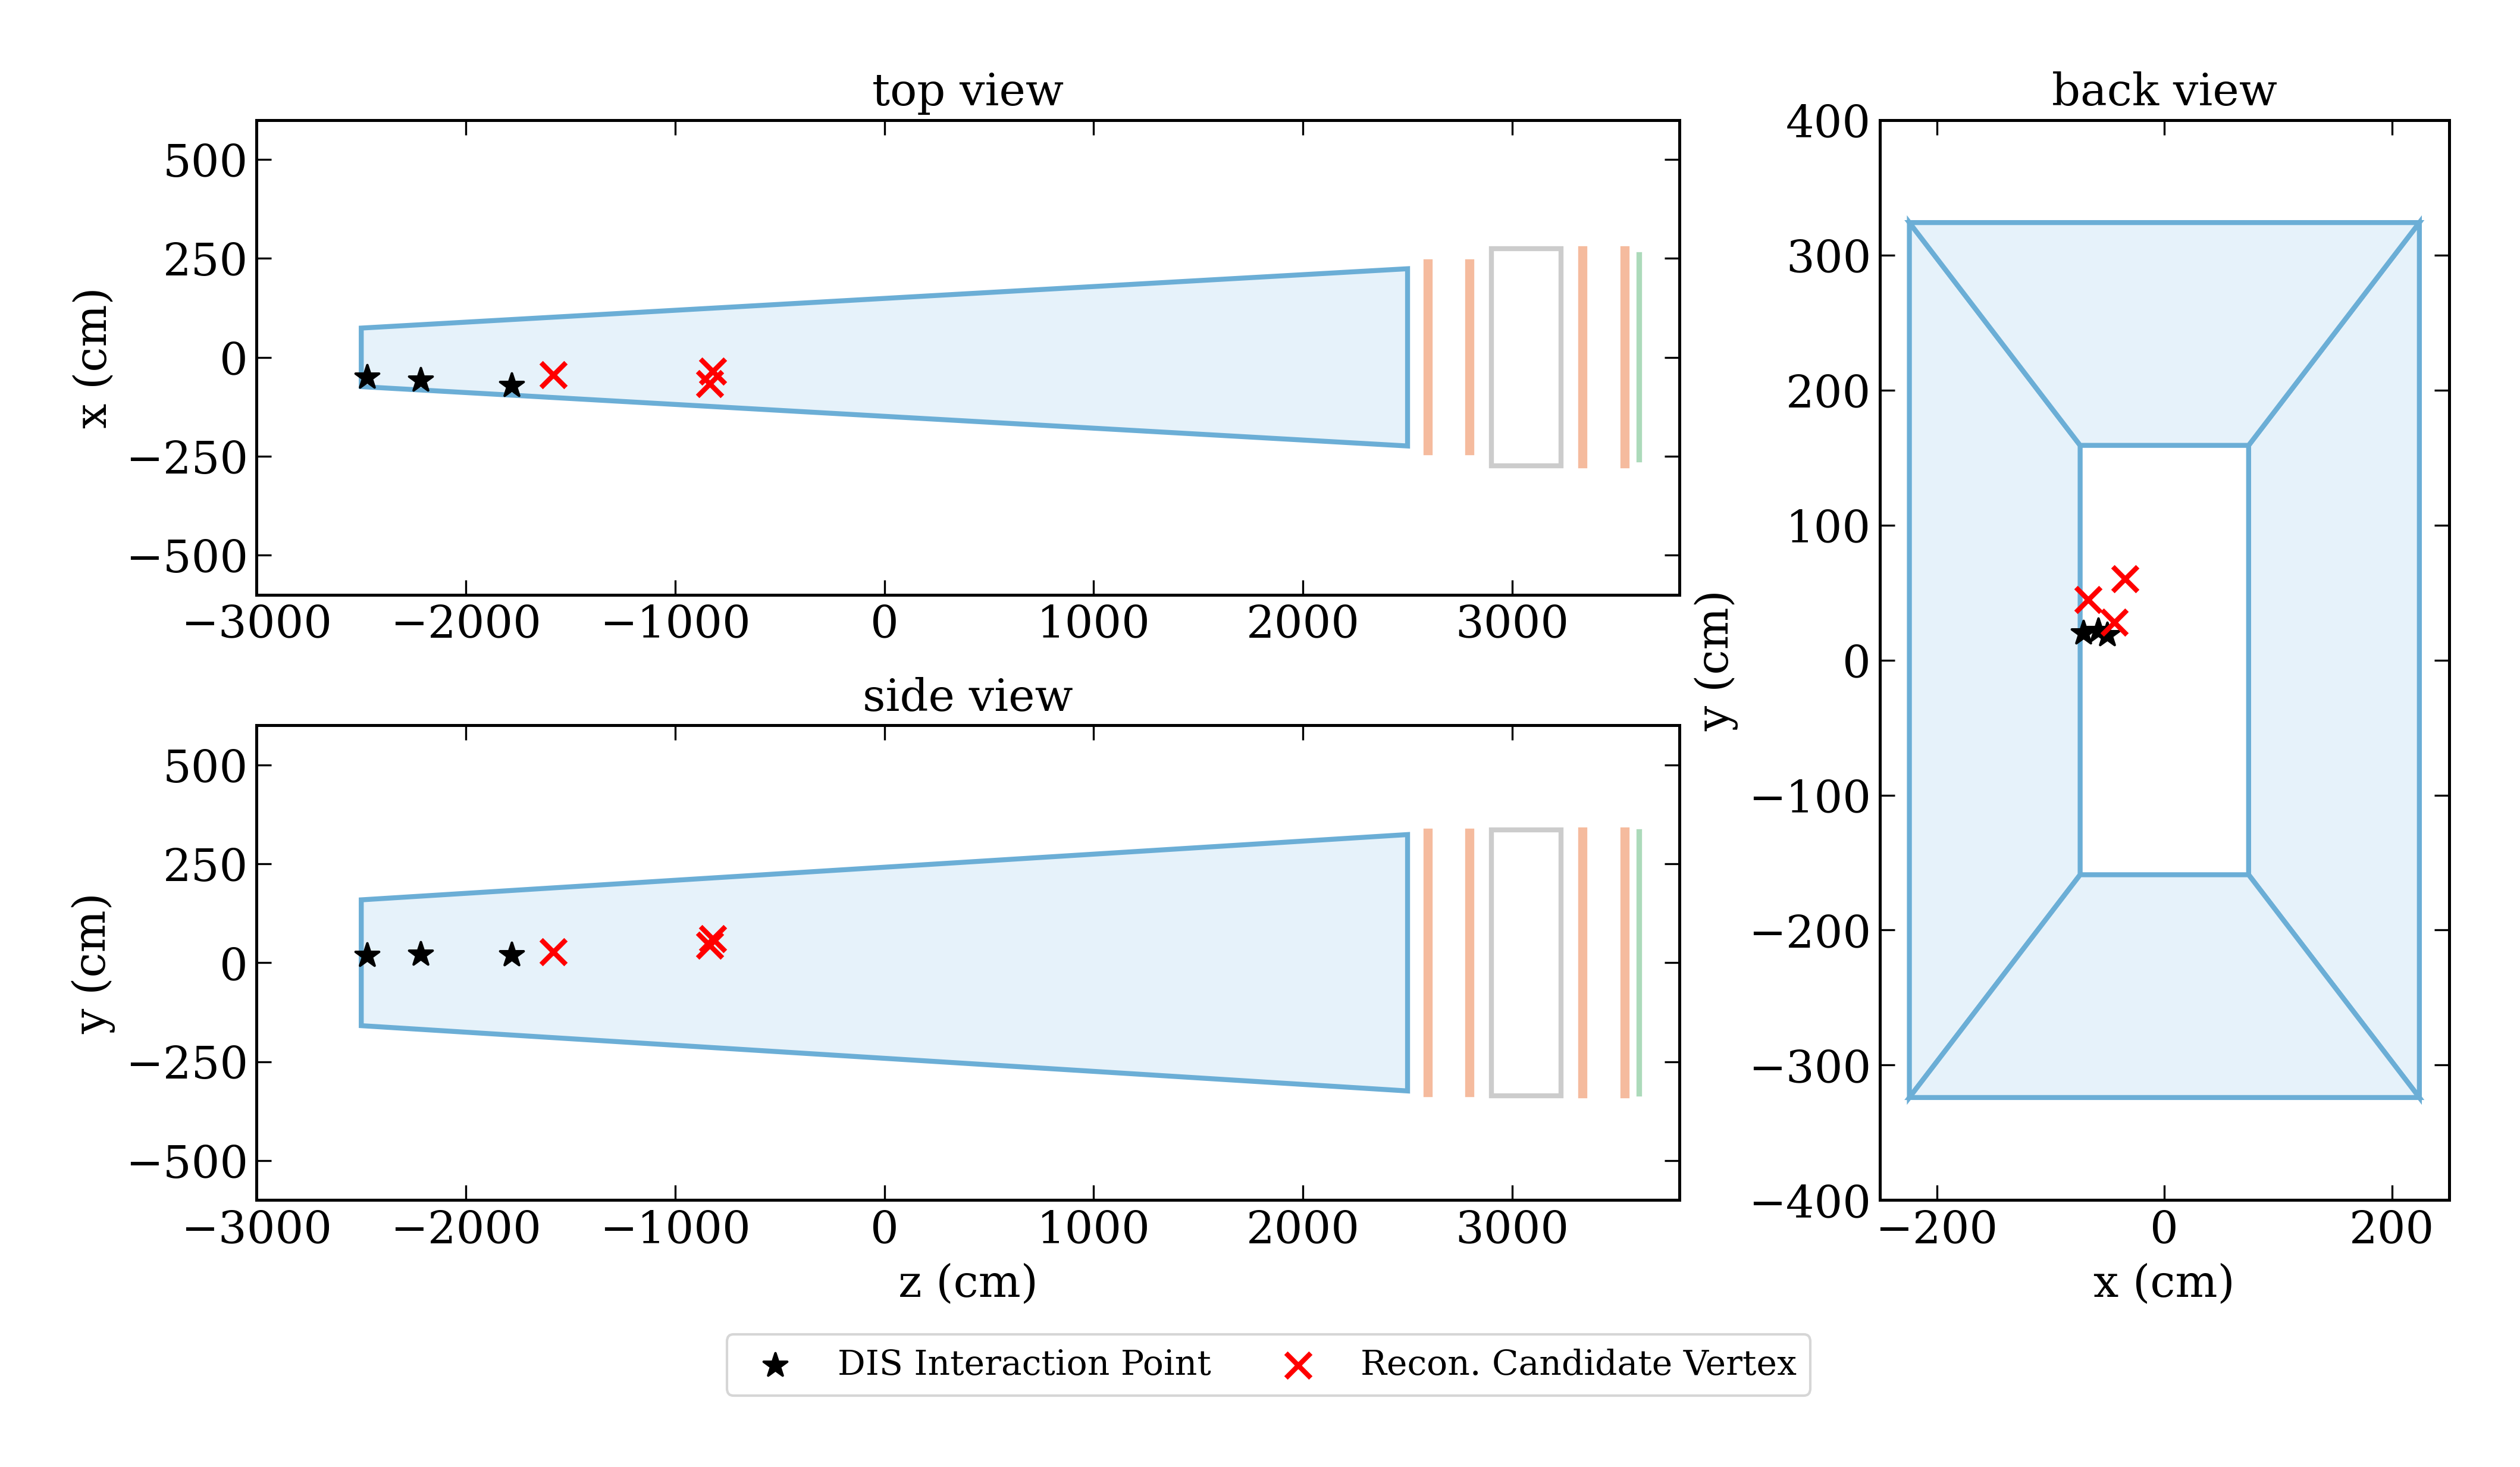 top view
500
250
0
−250
−500
x (cm)
−3000 −2000 −1000 0 1000 2000 3000
side view
500
250
0
−250
−500
y (cm)
−3000 −2000 −1000 0 1000 2000 3000
z (cm)
back view
400
300
200
100
0
−100
−200
−300
−400
y (cm)
−200 0 200
x (cm)
DIS Interaction Point
Recon. Candidate Vertex